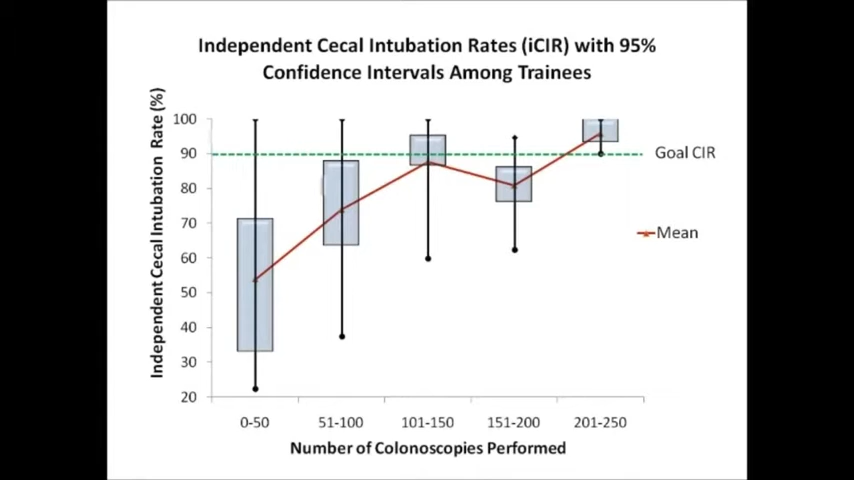 Independent Cecal Intubation Rates (iCIR) with 95%
Confidence Intervals Among Trainees
Independent Cecal Intubation Rate (%)
100
90
80
70
60
50
40
30
20
Goal CIR
Mean
0-50
51-100
101-150
151-200
201-250
Number of Colonoscopies Performed